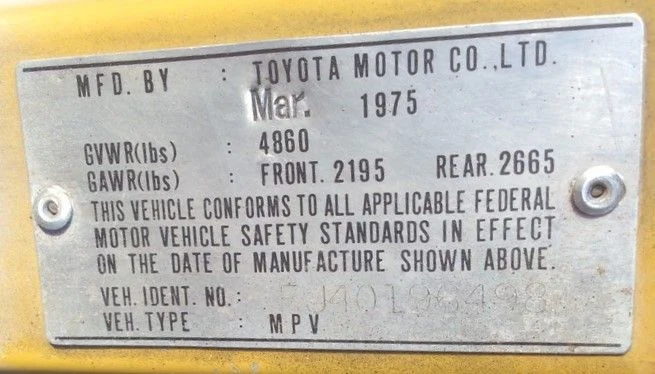 MFD. BY : TOYOTA MOTOR CO.,LTD.
Mar. 1975
GVWR(lbs) : 4860
GAWR(lbs) : FRONT. 2195 REAR. 2665
THIS VEHICLE CONFORMS TO ALL APPLICABLE FEDERAL
MOTOR VEHICLE SAFETY STANDARDS IN EFFECT
ON THE DATE OF MANUFACTURE SHOWN ABOVE.
VEH. IDENT. NO. :
VEH. TYPE : MPV